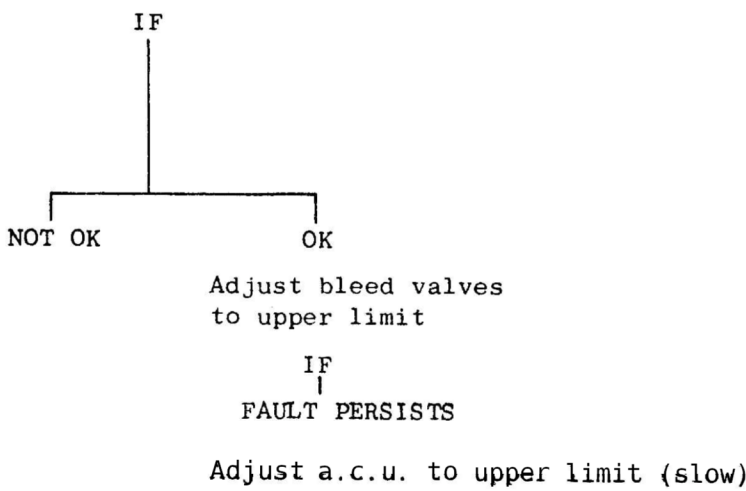 IF
NOT OK
OK
Adjust bleed valves
to upper limit
IF
FAULT PERSISTS
Adjust a.c.u. to upper limit (slow)